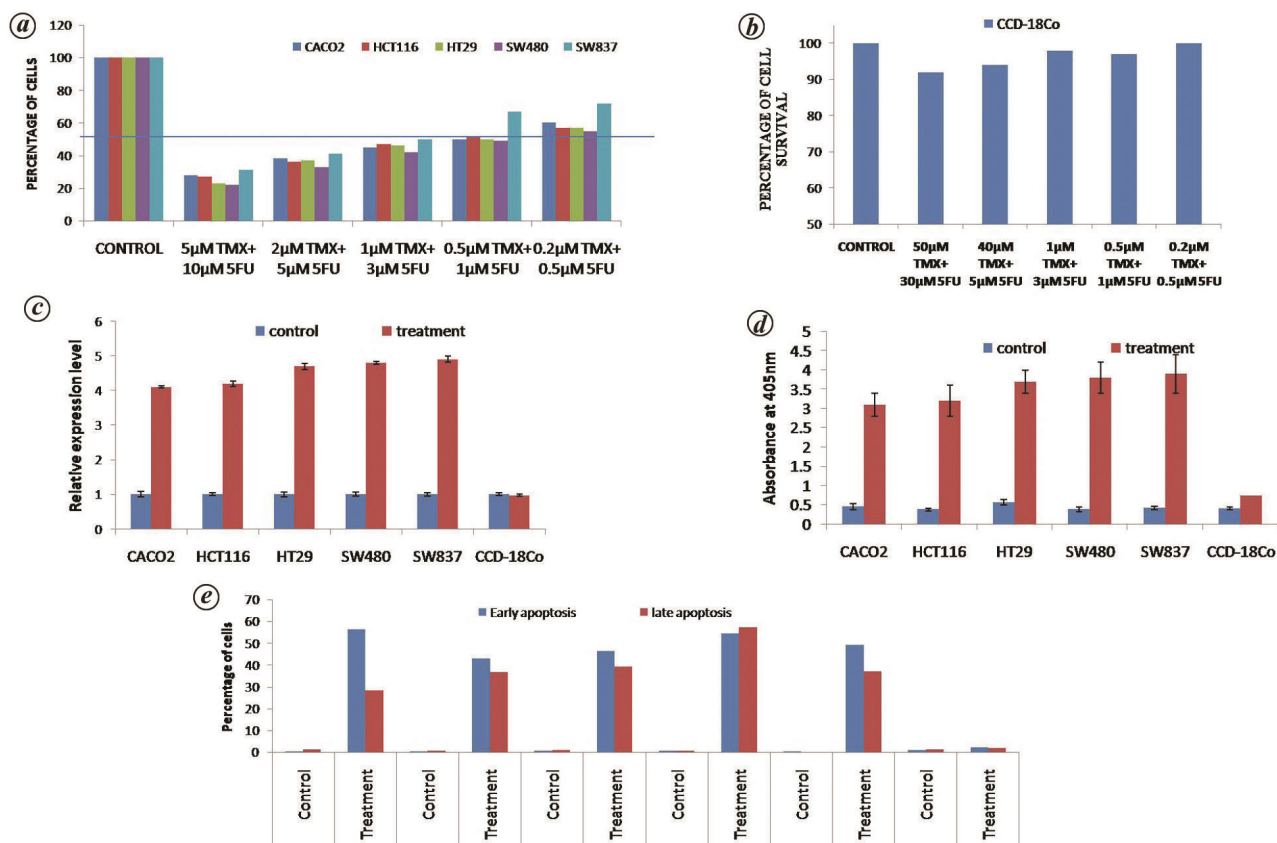 a
CACO2 HCT116 HT29 SW480 SW837
PERCENTAGE OF CELLS
120
100
80
60
40
20
0
CONTROL 5µM TMX+ 2µM TMX+ 1µM TMX+ 0.5µM TMX+ 0.2µM TMX+
10µM 5FU 5µM 5FU 3µM 5FU 1µM 5FU 0.5µM 5FU
b
CCD-18Co
PERCENTAGE OF CELL
SURVIVAL
100
90
80
70
60
50
CONTROL 50µM 40µM 1µM 0.5µM 0.2µM
TMX+ TMX+ TMX+ TMX+ TMX+
30µM 5FU 5µM 5FU 3µM 5FU 1µM 5FU 0.5µM 5FU
c
control treatment
Relative expression level
6
5
4
3
2
1
0
CACO2 HCT116 HT29 SW480 SW837 CCD-18Co
d
control treatment
Absorbance at 405nm
5
4.5
4
3.5
3
2.5
2
1.5
1
0.5
0
CACO2 HCT116 HT29 SW480 SW837 CCD-18Co
e
Early apoptosis late apoptosis
Percentage of cells
70
60
50
40
30
20
10
0
Control Treatment Control Treatment Control Treatment Control Treatment Control Treatment Control Treatment